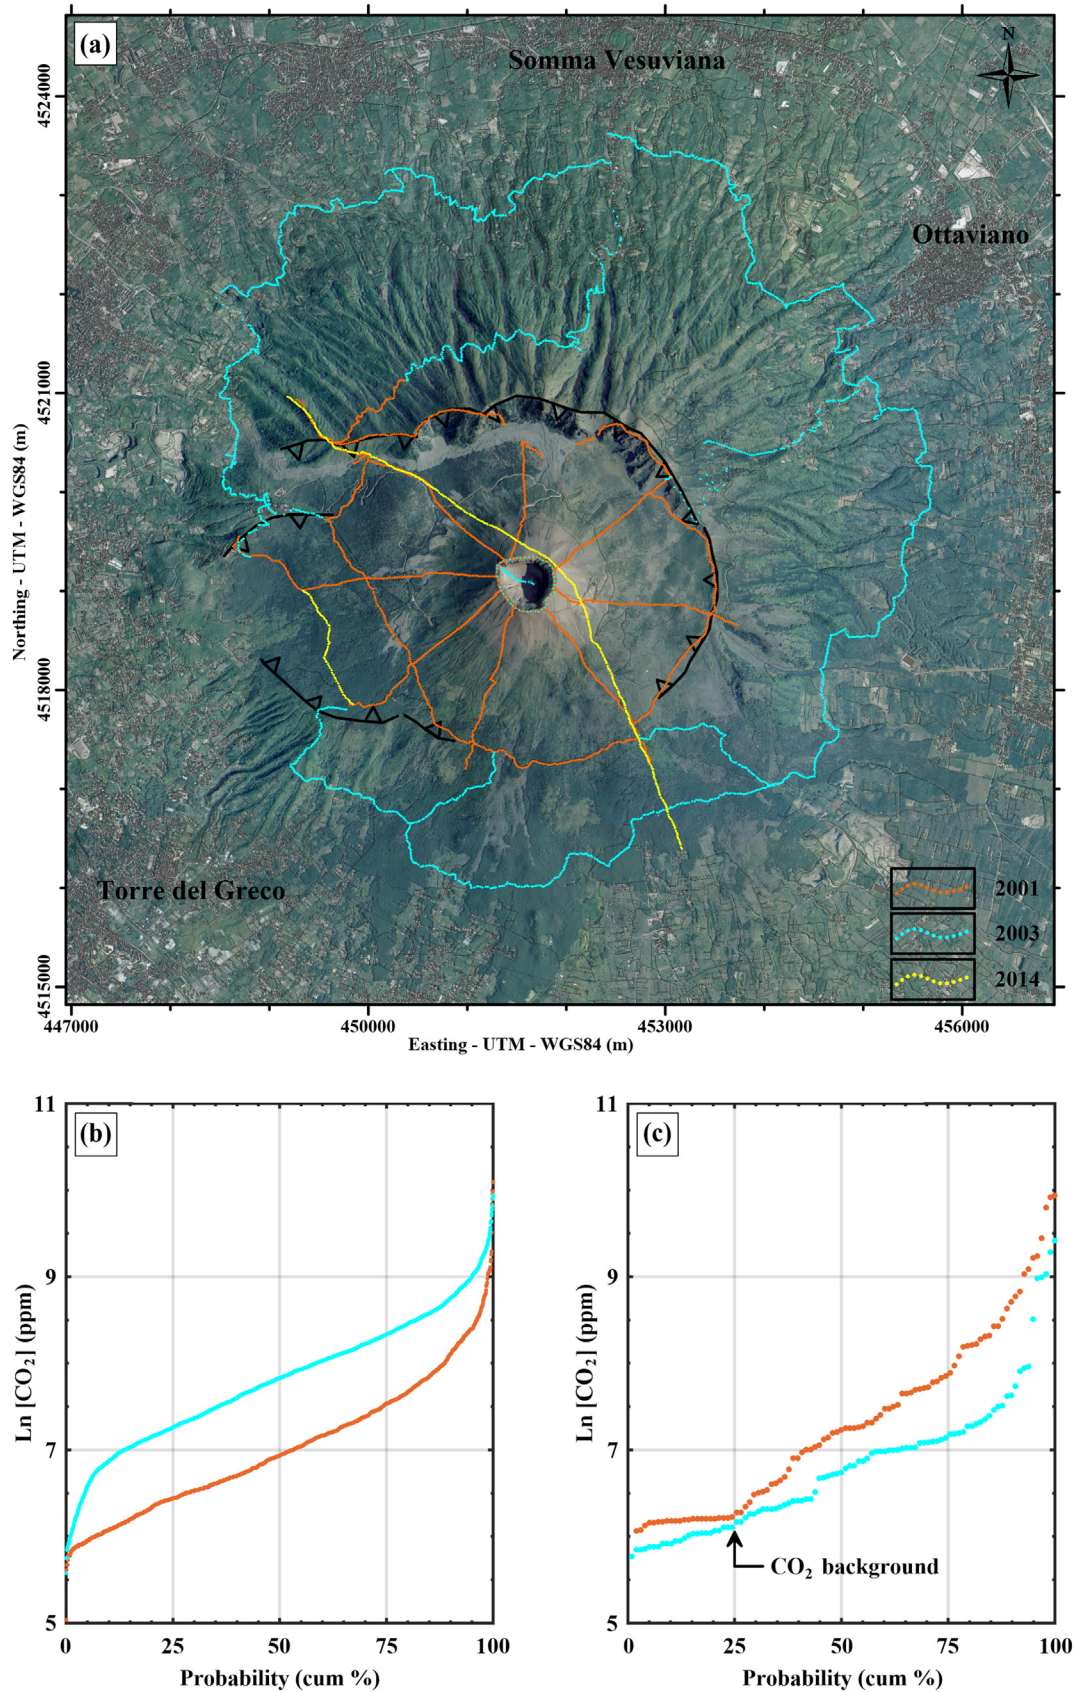 (a)
Somma Vesuviana
N
Ottaviano
Torre del Greco
2001
2003
2014
4524000
4521000
4518000
4515000
Northing - UTM - WGS84 (m)
447000
450000
453000
456000
Easting - UTM - WGS84 (m)
(b)
11
9
7
5
Ln [CO₂] (ppm)
0
25
50
75
100
Probability (cum %)
(c)
11
9
7
5
Ln [CO₂] (ppm)
CO₂ background
0
25
50
75
100
Probability (cum %)